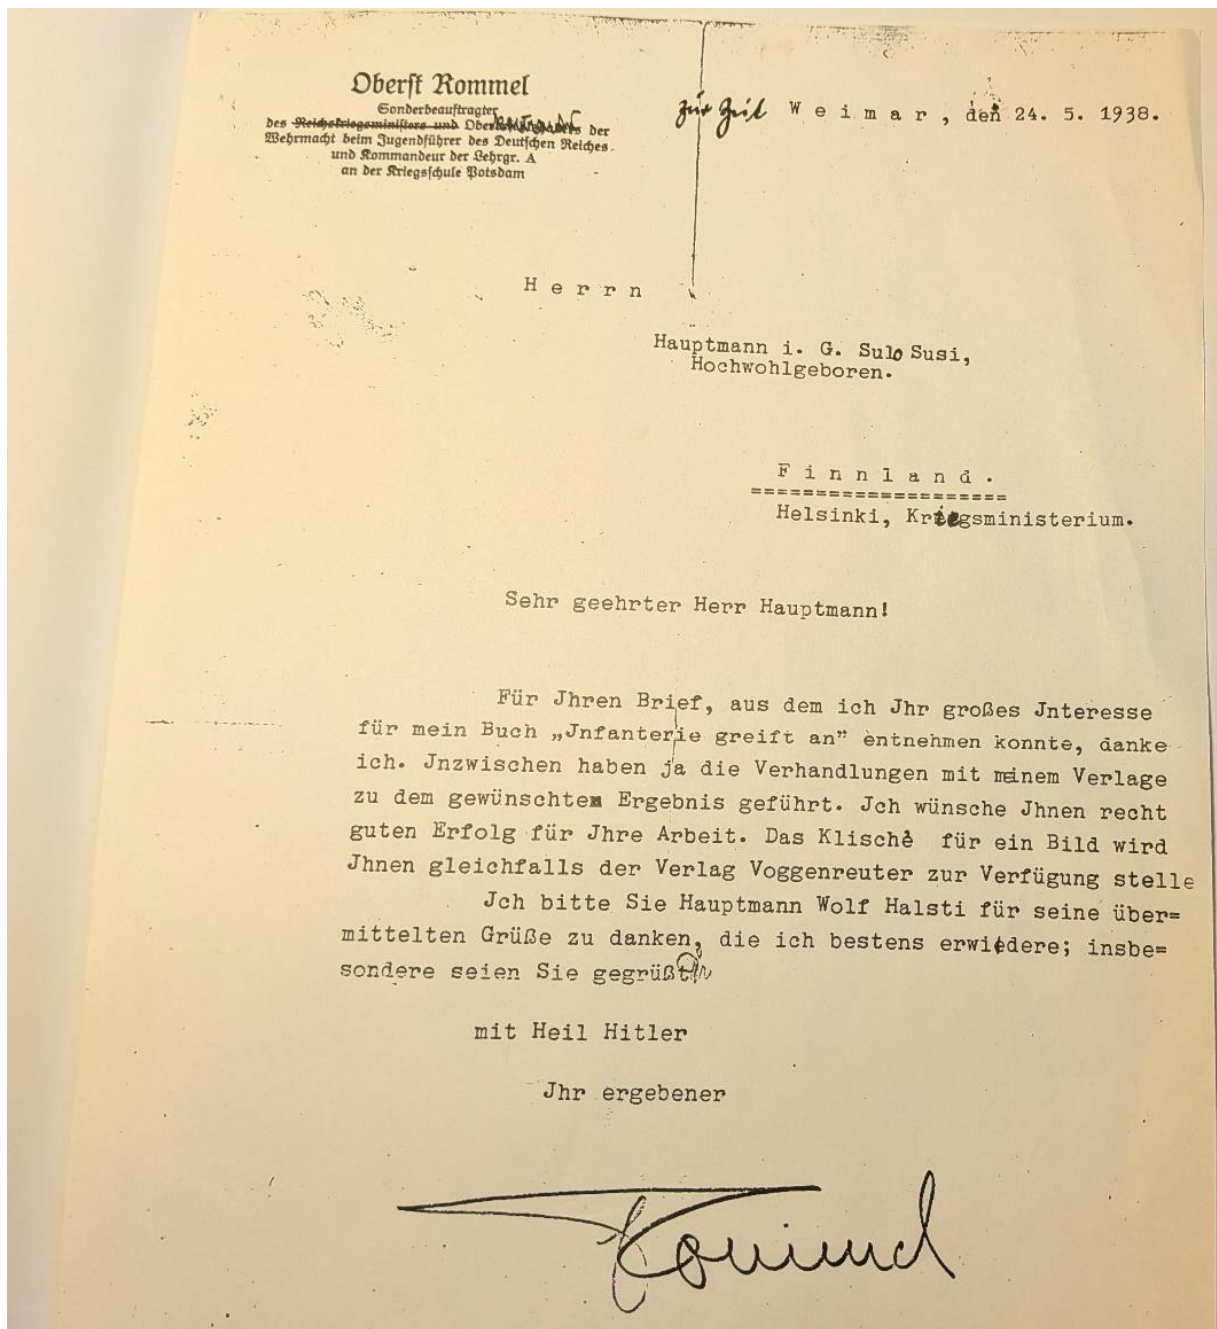 Oberst Rommel
Sonderbeauftragter
des Reichskriegsministers und der
Wehrmacht beim Jugendführer des Deutschen Reiches
und Kommandeur der Lehrgr. A
an der Kriegsschule Potsdam
zur Zeit W e i m a r , den 24. 5. 1938.
H e r r n
Hauptmann i. G. Sulo Susi,
Hochwohlgeboren.
F i n n l a n d .
====================
Helsinki, Kriegsministerium.
Sehr geehrter Herr Hauptmann!
Für Jhren Brief, aus dem ich Jhr großes Jnteresse
für mein Buch „Jnfanterie greift an" entnehmen konnte, danke
ich. Jnzwischen haben ja die Verhandlungen mit meinem Verlage
zu dem gewünschten Ergebnis geführt. Jch wünsche Jhnen recht
guten Erfolg für Jhre Arbeit. Das Klischè für ein Bild wird
Jhnen gleichfalls der Verlag Voggenreuter zur Verfügung stelle
Jch bitte Sie Hauptmann Wolf Halsti für seine über=
mittelten Grüße zu danken, die ich bestens erwidere; insbe=
sondere seien Sie gegrüßt
mit Heil Hitler
Jhr ergebener
Rommel